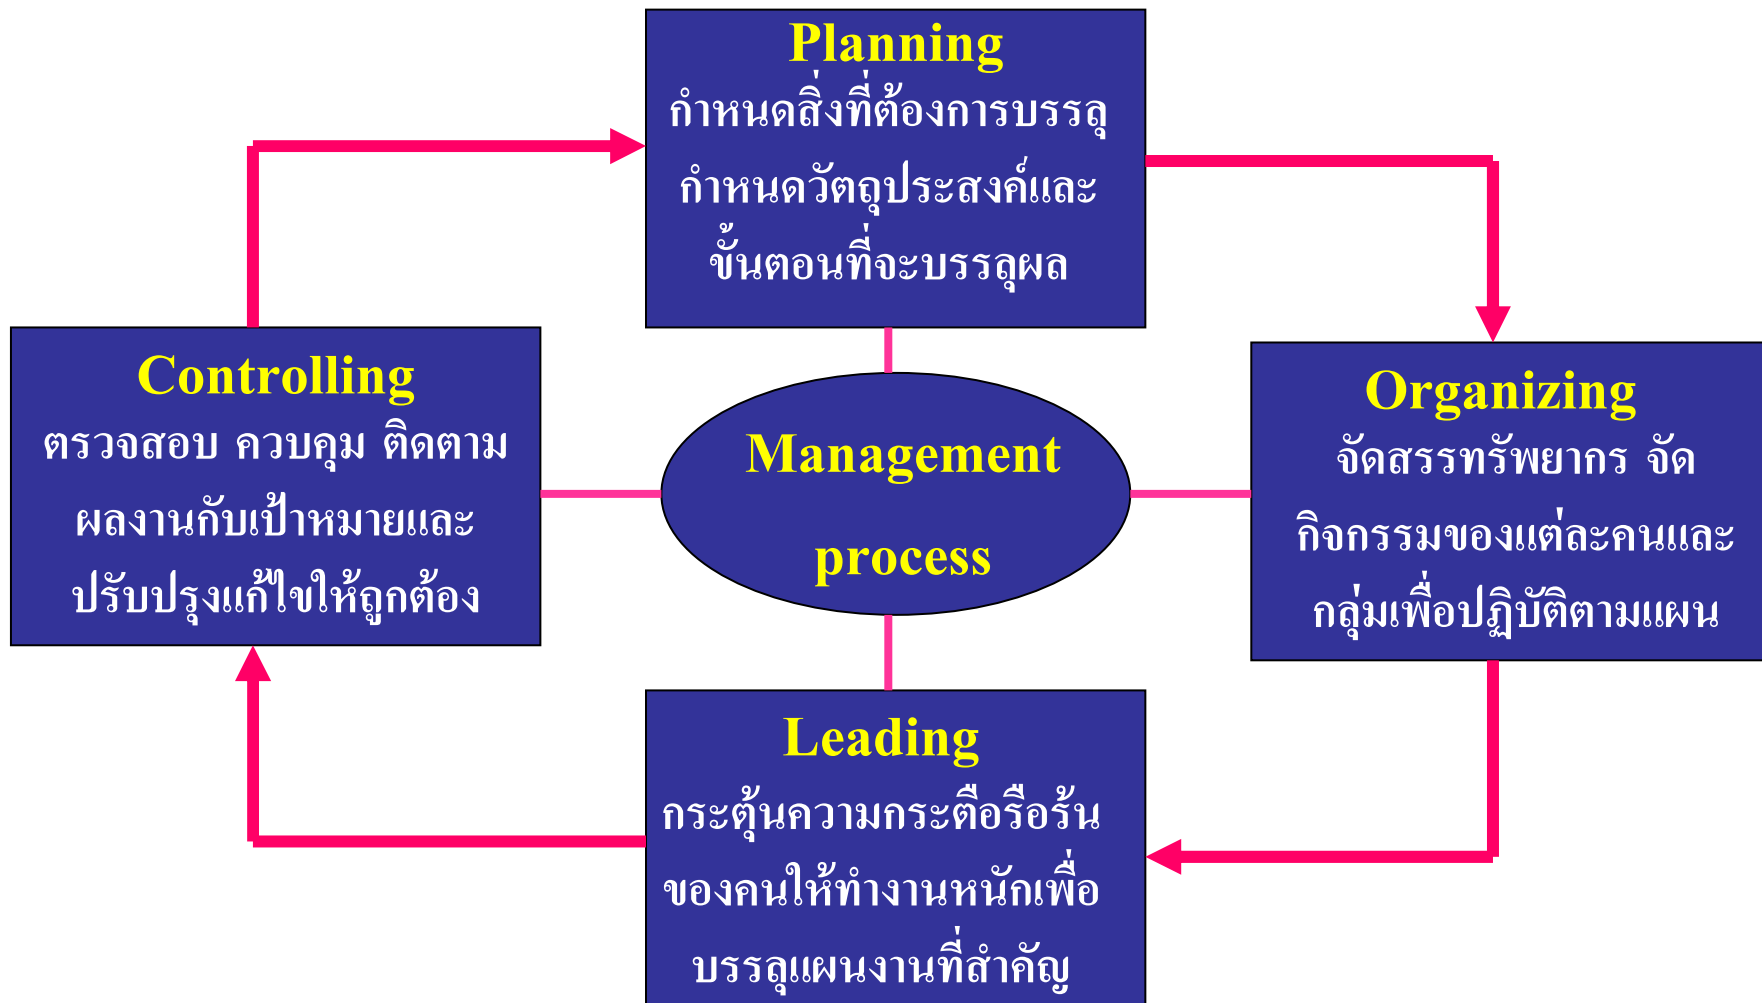 Planning
กำหนดสิ่งที่ต้องการบรรลุ
กำหนดวัตถุประสงค์และ
ขั้นตอนที่จะบรรลุผล
Controlling
ตรวจสอบ ควบคุม ติดตาม
ผลงานกับเป้าหมายและ
ปรับปรุงแก้ไขให้ถูกต้อง
Management
process
Organizing
จัดสรรทรัพยากร จัด
กิจกรรมของแต่ละคนและ
กลุ่มเพื่อปฏิบัติตามแผน
Leading
กระตุ้นความกระตือรือร้น
ของคนให้ทำงานหนักเพื่อ
บรรลุแผนงานที่สำคัญ